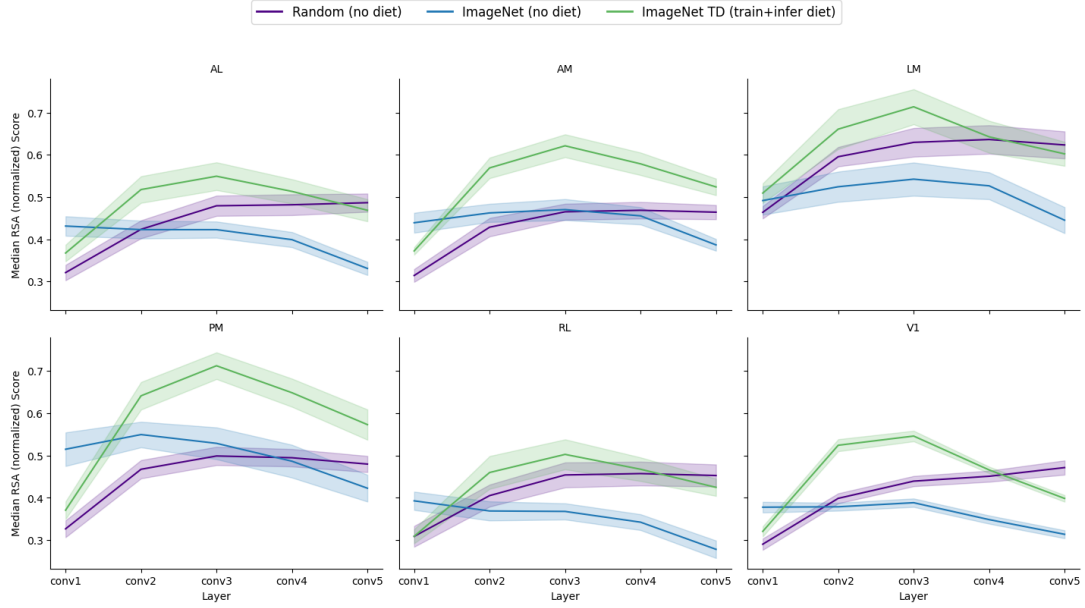 Random (no diet) ImageNet (no diet) ImageNet TD (train+infer diet)
AL AM LM
Median RSA (normalized) Score
0.7
0.6
0.5
0.4
0.3
PM RL V1
Median RSA (normalized) Score
0.7
0.6
0.5
0.4
0.3
conv1 conv2 conv3 conv4 conv5 conv1 conv2 conv3 conv4 conv5 conv1 conv2 conv3 conv4 conv5
Layer Layer Layer